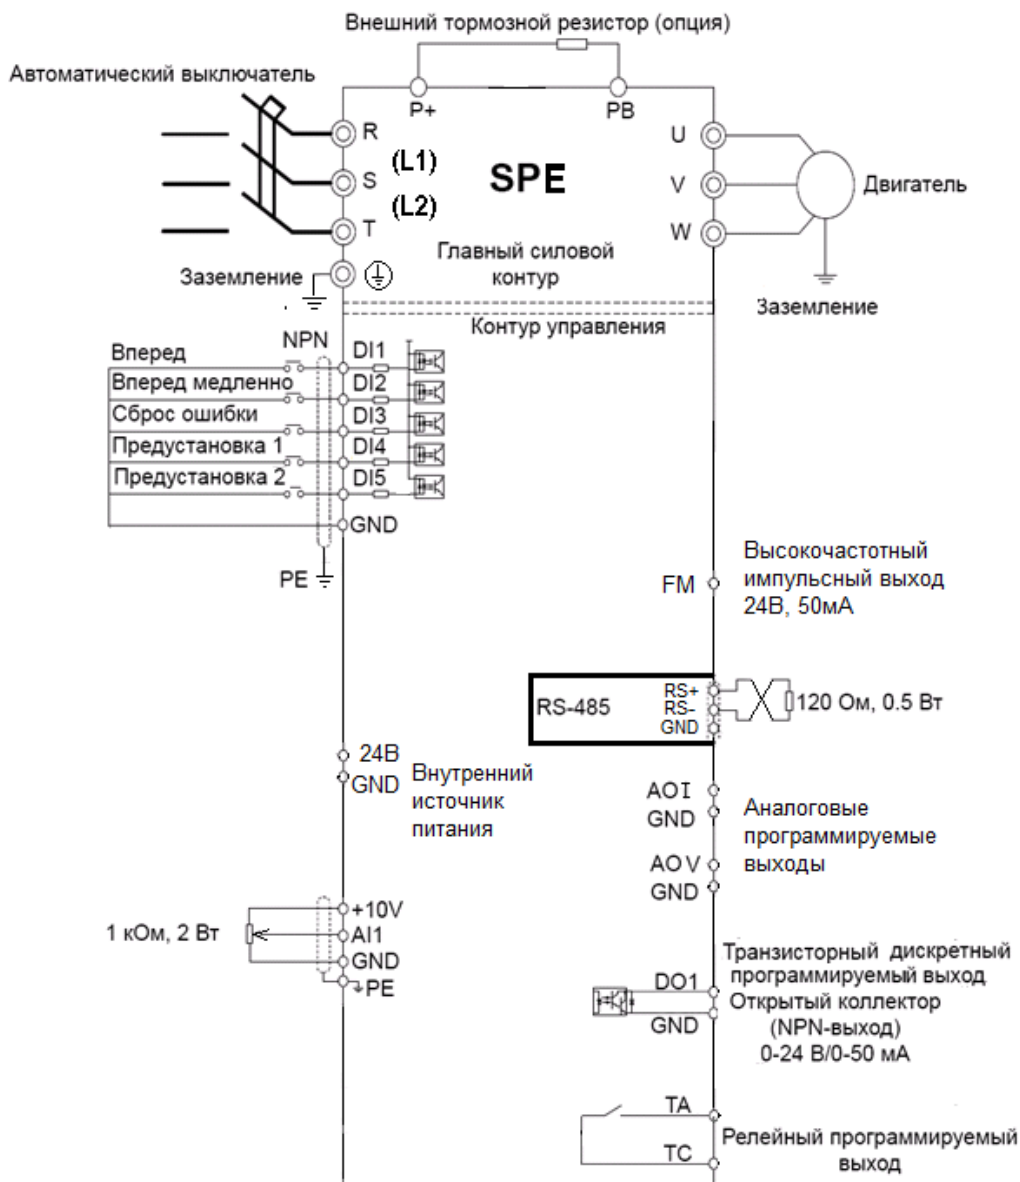 Внешний тормозной резистор (опция)
Автоматический выключатель
P+
PB
R
(L1)
S
(L2)
T
SPE
U
V
W
Двигатель
Главный силовой
контур
Заземление
Заземление
Контур управления
NPN
Вперед
DI1
Вперед медленно
DI2
Сброс ошибки
DI3
Предустановка 1
DI4
Предустановка 2
DI5
GND
PE
FM
Высокочастотный
импульсный выход
24В, 50мА
RS-485
RS+
RS-
GND
120 Ом, 0.5 Вт
24В
GND
Внутренний
источник
питания
AOI
GND
AOV
GND
Аналоговые
программируемые
выходы
1 кОм, 2 Вт
+10V
AI1
GND
PE
DO1
GND
Транзисторный дискретный
программируемый выход
Открытый коллектор
(NPN-выход)
0-24 В/0-50 мА
TA
TC
Релейный программируемый
выход